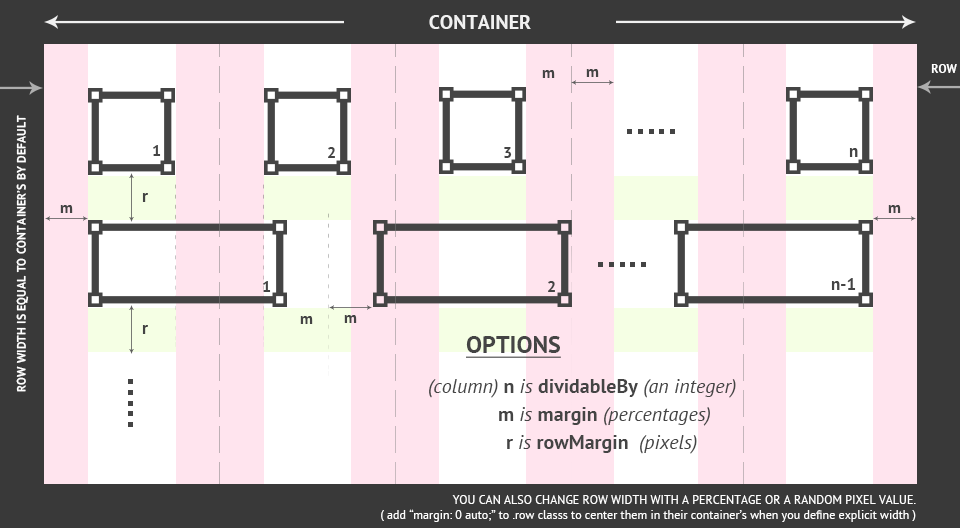 CONTAINER
m m
ROW
1 2 3 n
ROW WIDTH IS EQUAL TO CONTAINER'S BY DEFAULT
r
m m
1 2 n-1
m m
r
OPTIONS
(column) n is dividableBy (an integer)
m is margin (percentages)
r is rowMargin (pixels)
YOU CAN ALSO CHANGE ROW WIDTH WITH A PERCENTAGE OR A RANDOM PIXEL VALUE.
( add “margin: 0 auto;” to .row classs to center them in their container's when you define explicit width )